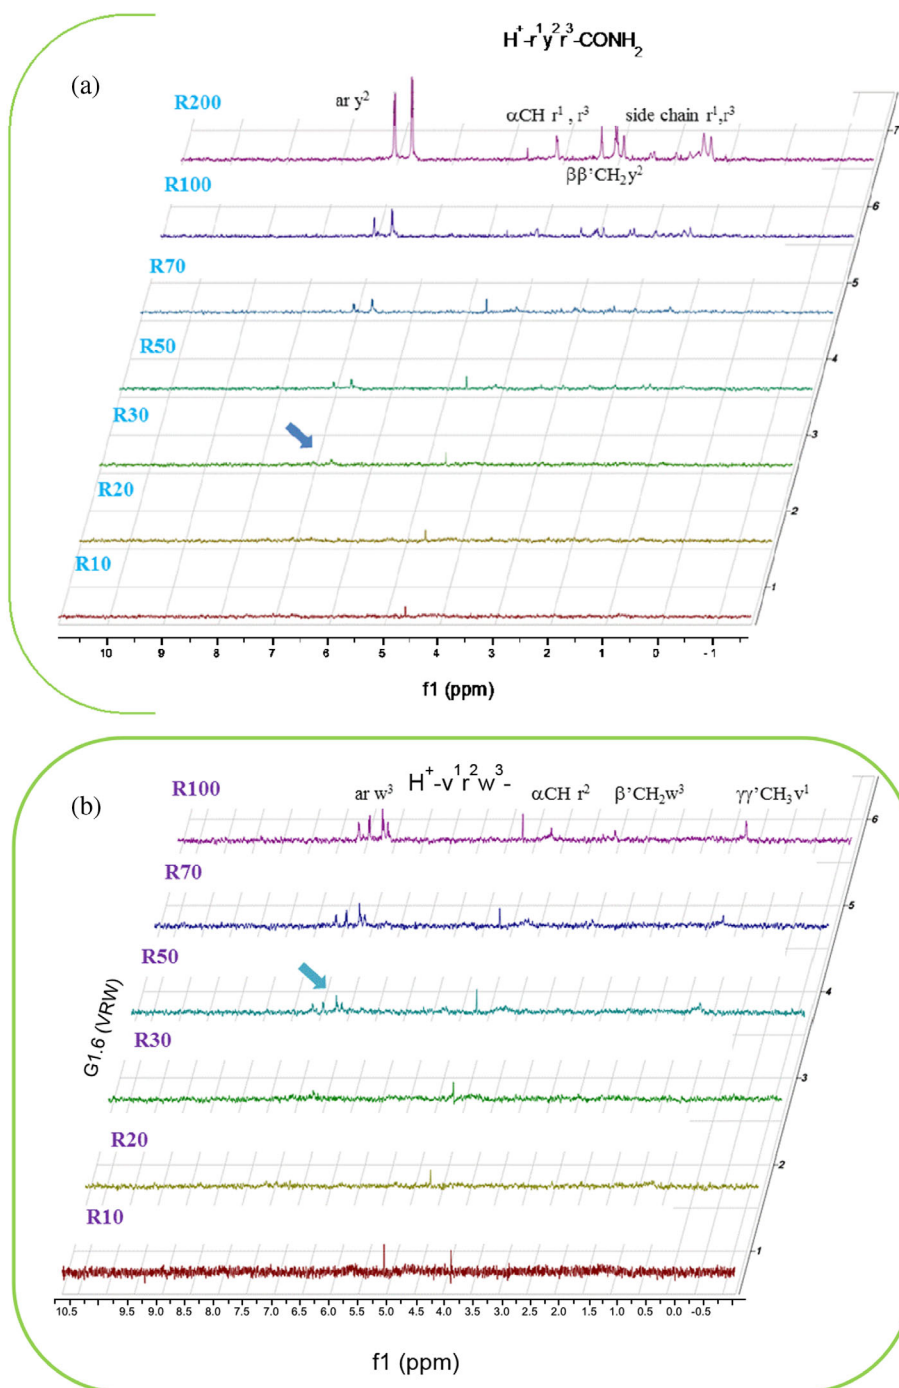 H⁺-r¹y²r³-CONH₂
(a)
R200
ar y²
αCH r¹ , r³
side chain r¹,r³
7
R100
ββ’CH₂y²
6
R70
5
R50
4
R30
3
R20
2
R10
1
10 9 8 7 6 5 4 3 2 1 0 -1
f1 (ppm)
(b)
R100
ar w³
H⁺-v¹r²w³-
αCH r²
β’CH₂w³
γγ’CH₃v¹
6
R70
5
R50
4
G1.6 (VRW)
R30
3
R20
2
R10
1
10.5 9.5 9.0 8.5 8.0 7.5 7.0 6.5 6.0 5.5 5.0 4.5 4.0 3.5 3.0 2.5 2.0 1.5 1.0 0.5 0.0 -0.5
f1 (ppm)